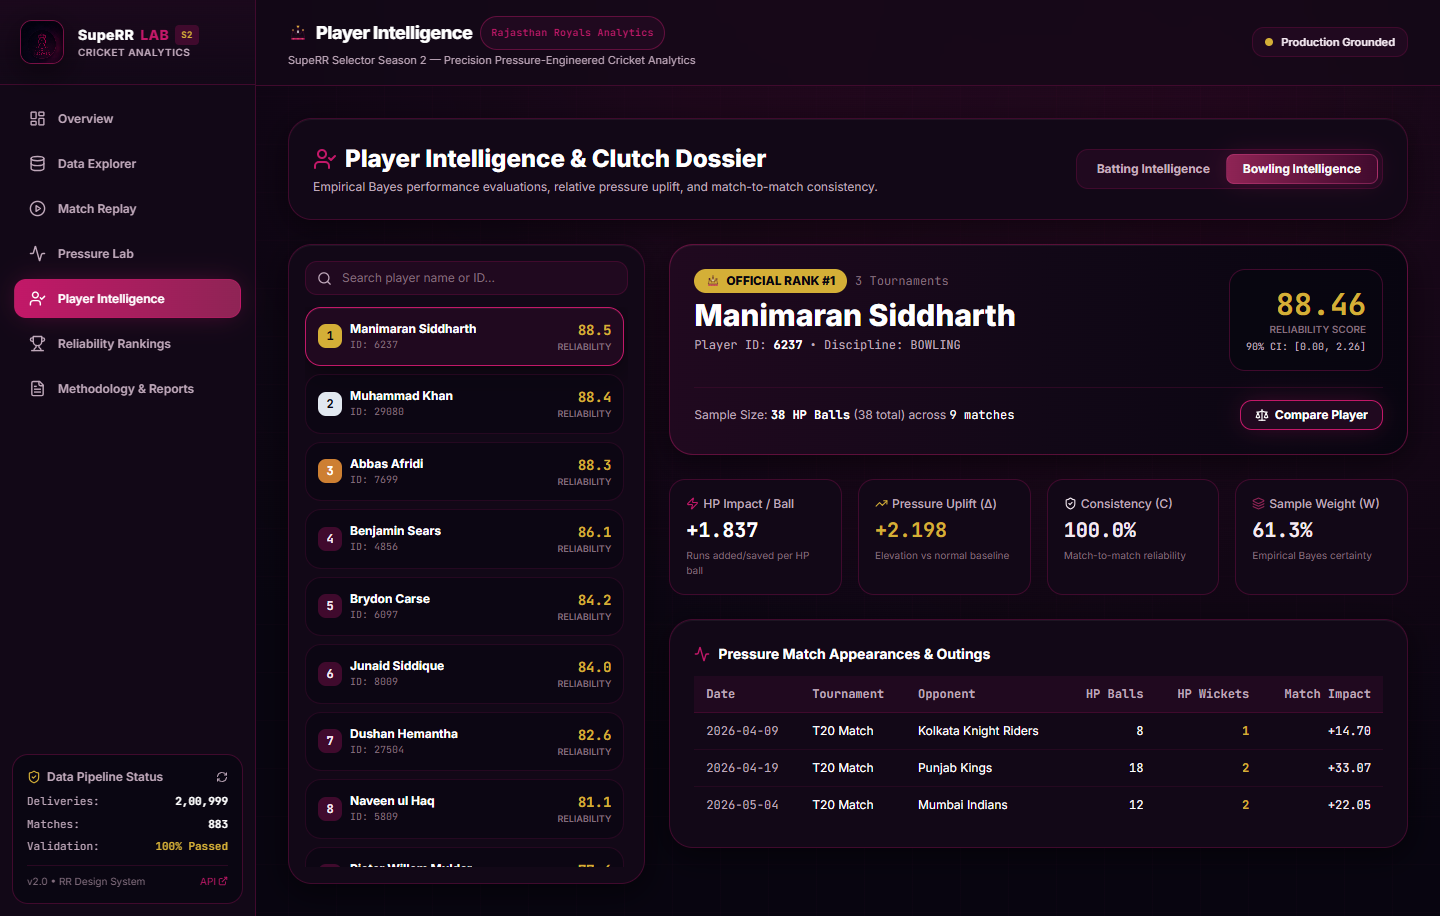 SupeRR LAB S2
CRICKET ANALYTICS
Overview
Data Explorer
Match Replay
Pressure Lab
Player Intelligence
Reliability Rankings
Methodology & Reports
Data Pipeline Status
Deliveries: 2,00,999
Matches: 883
Validation: 100% Passed
v2.0 • RR Design System API
Player Intelligence Rajasthan Royals Analytics
SupeRR Selector Season 2 — Precision Pressure-Engineered Cricket Analytics
Production Grounded
Player Intelligence & Clutch Dossier
Empirical Bayes performance evaluations, relative pressure uplift, and match-to-match consistency.
Batting Intelligence Bowling Intelligence
Search player name or ID...
1 Manimaran Siddharth 88.5
ID: 6237 RELIABILITY
2 Muhammad Khan 88.4
ID: 29080 RELIABILITY
3 Abbas Afridi 88.3
ID: 7699 RELIABILITY
4 Benjamin Sears 86.1
ID: 4856 RELIABILITY
5 Brydon Carse 84.2
ID: 6097 RELIABILITY
6 Junaid Siddique 84.0
ID: 8009 RELIABILITY
7 Dushan Hemantha 82.6
ID: 27504 RELIABILITY
8 Naveen ul Haq 81.1
ID: 5809 RELIABILITY
OFFICIAL RANK #1 3 Tournaments
Manimaran Siddharth
Player ID: 6237 • Discipline: BOWLING
88.46
RELIABILITY SCORE
90% CI: [0.00, 2.26]
Sample Size: 38 HP Balls (38 total) across 9 matches
Compare Player
HP Impact / Ball
+1.837
Runs added/saved per HP
ball
Pressure Uplift (Δ)
+2.198
Elevation vs normal baseline
Consistency (C)
100.0%
Match-to-match reliability
Sample Weight (W)
61.3%
Empirical Bayes certainty
Pressure Match Appearances & Outings
Date Tournament Opponent HP Balls HP Wickets Match Impact
2026-04-09 T20 Match Kolkata Knight Riders 8 1 +14.70
2026-04-19 T20 Match Punjab Kings 18 2 +33.07
2026-05-04 T20 Match Mumbai Indians 12 2 +22.05